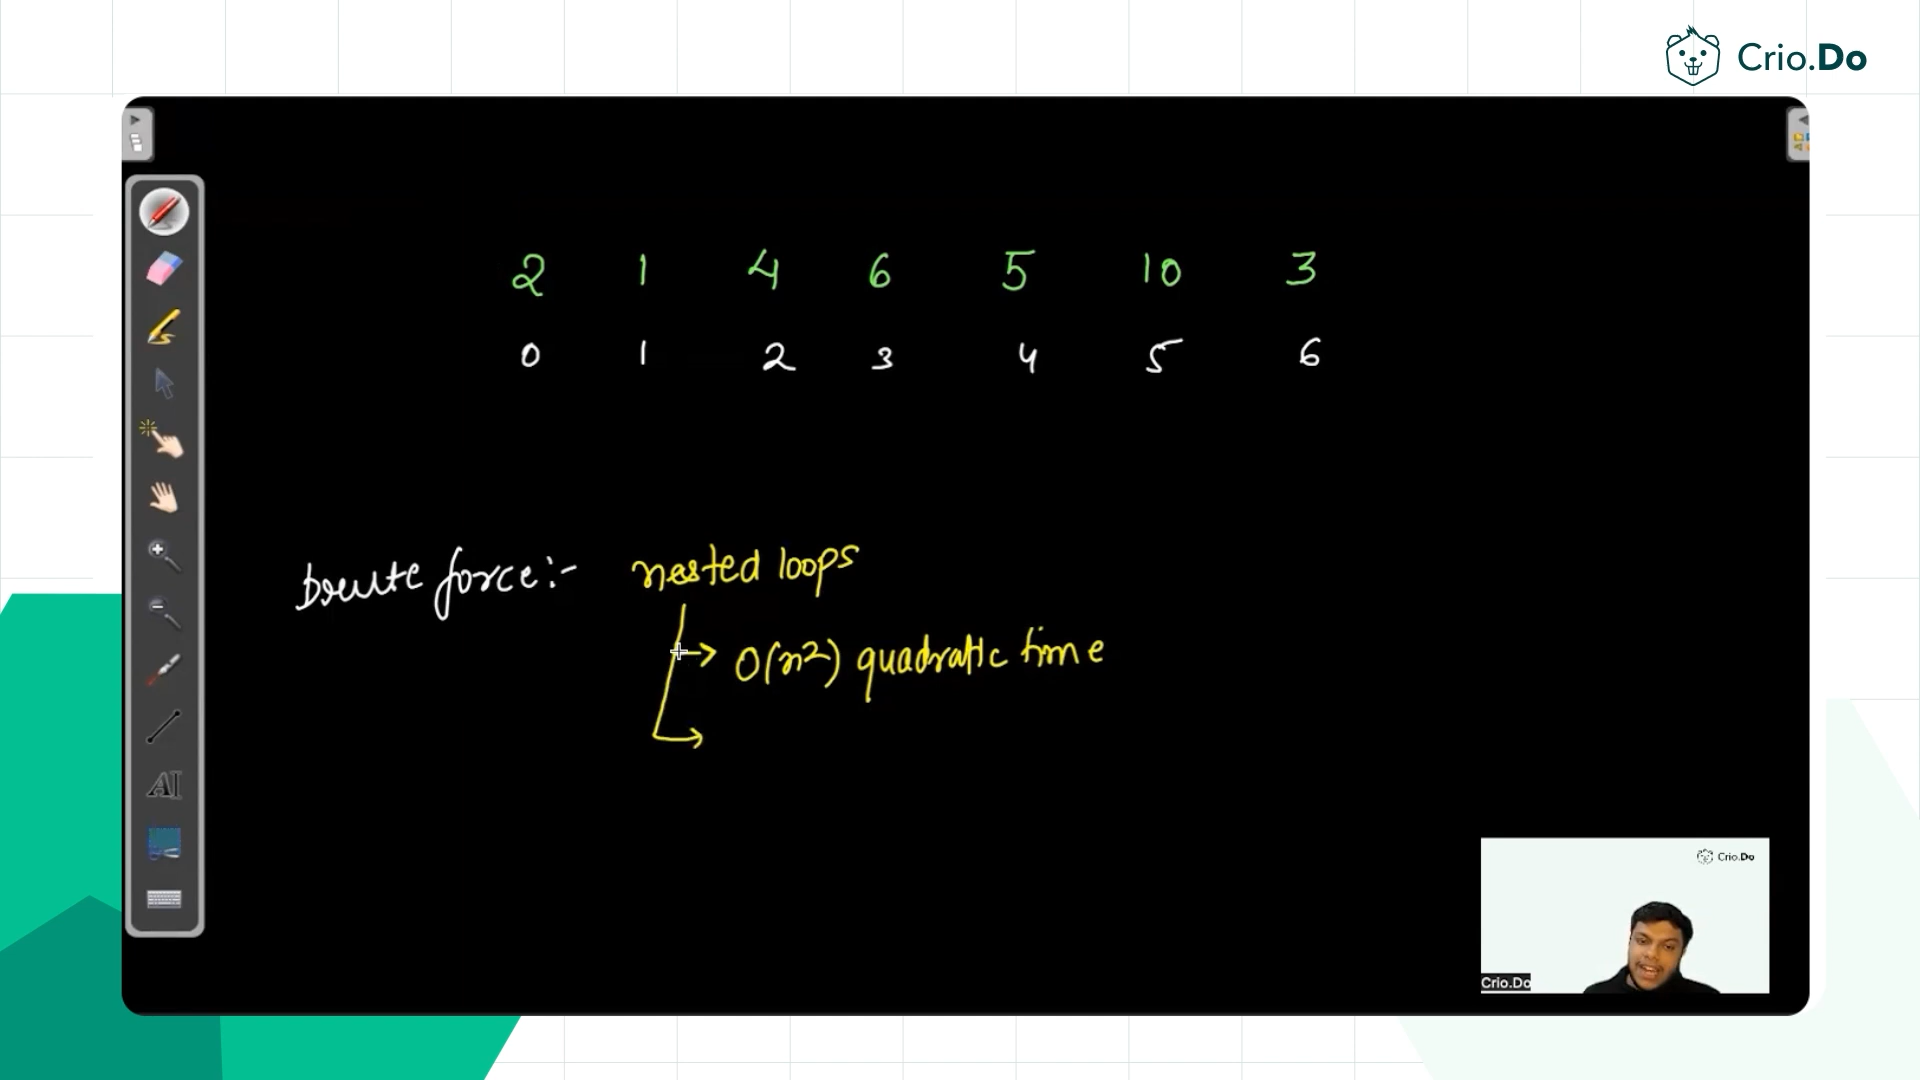 Crio.Do
2 1 4 6 5 10 3
0 1 2 3 4 5 6
brute force:- nested loops
→ O(n²) quadratic time
→
AI
Crio.Do
Crio.Do